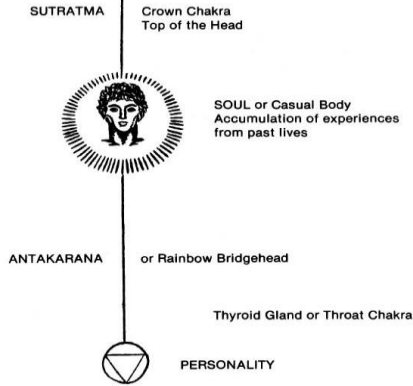 SUTRATMA Crown Chakra
Top of the Head
SOUL or Casual Body
Accumulation of experiences
from past lives
ANTAKARANA or Rainbow Bridgehead
Thyroid Gland or Throat Chakra
PERSONALITY